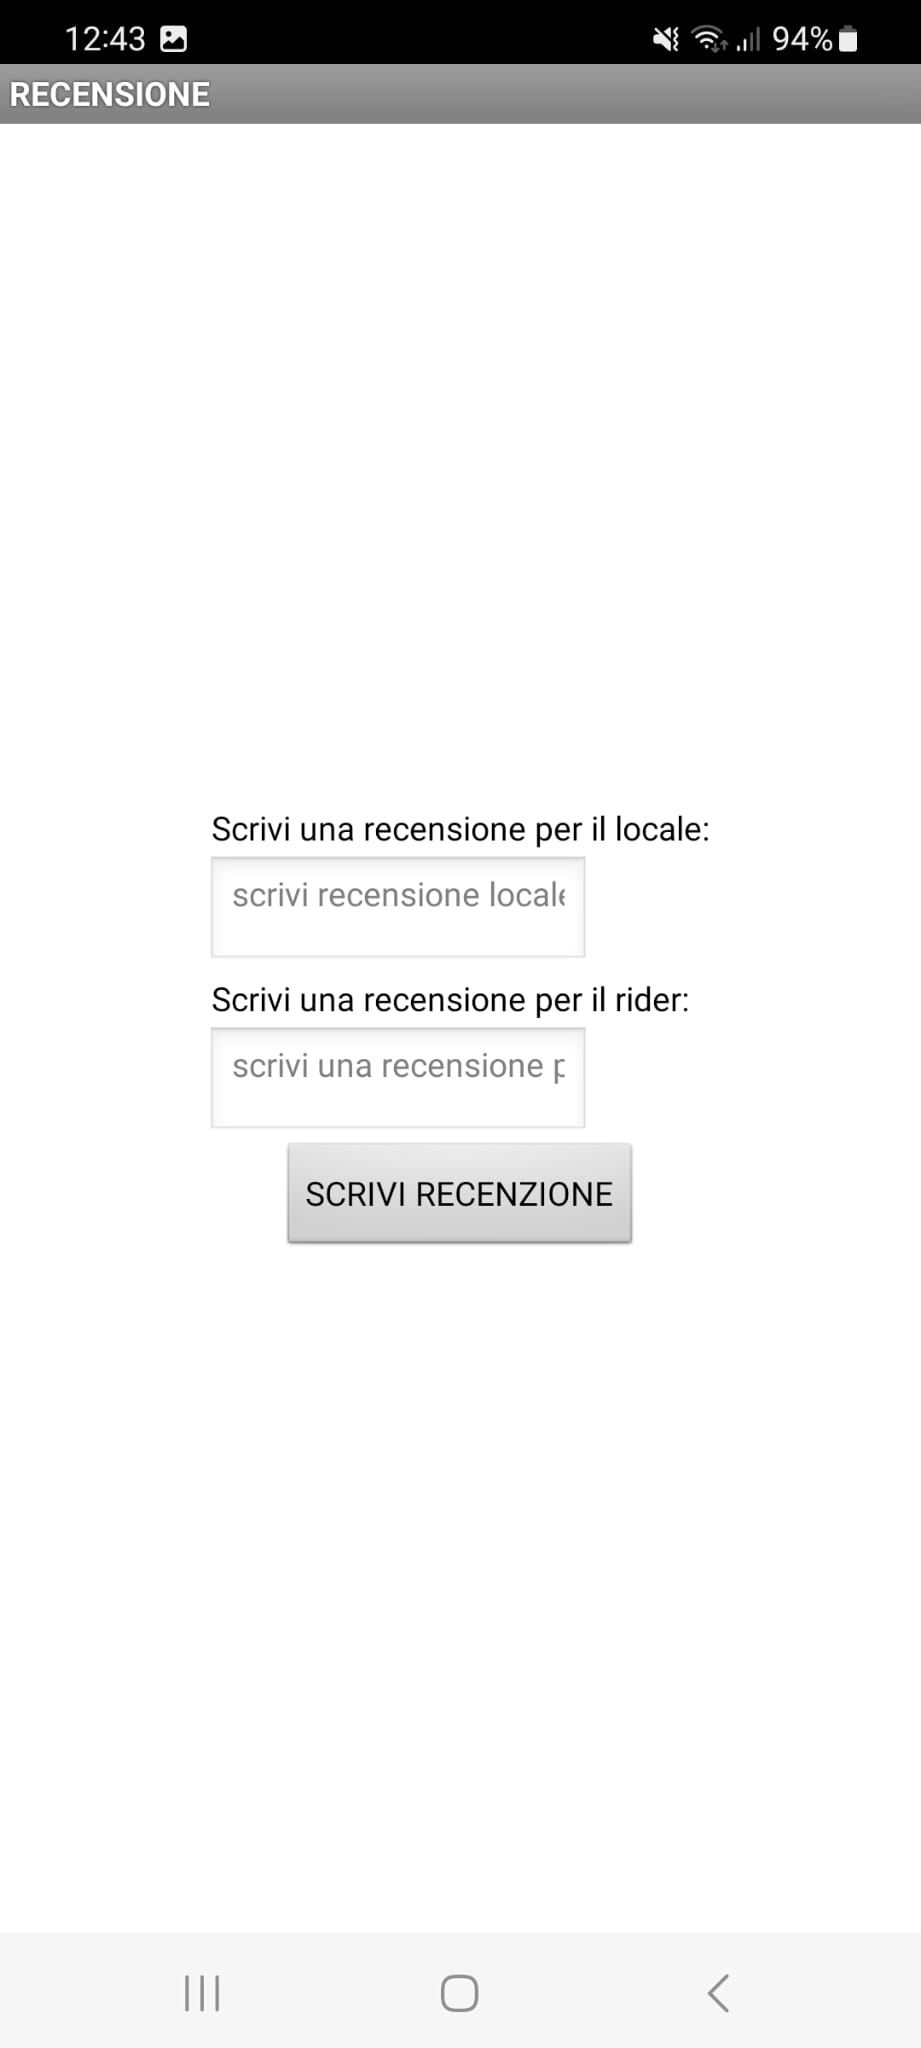 12:43 94%
RECENSIONE
Scrivi una recensione per il locale:
scrivi recensione locale
Scrivi una recensione per il rider:
scrivi una recensione p
SCRIVI RECENZIONE